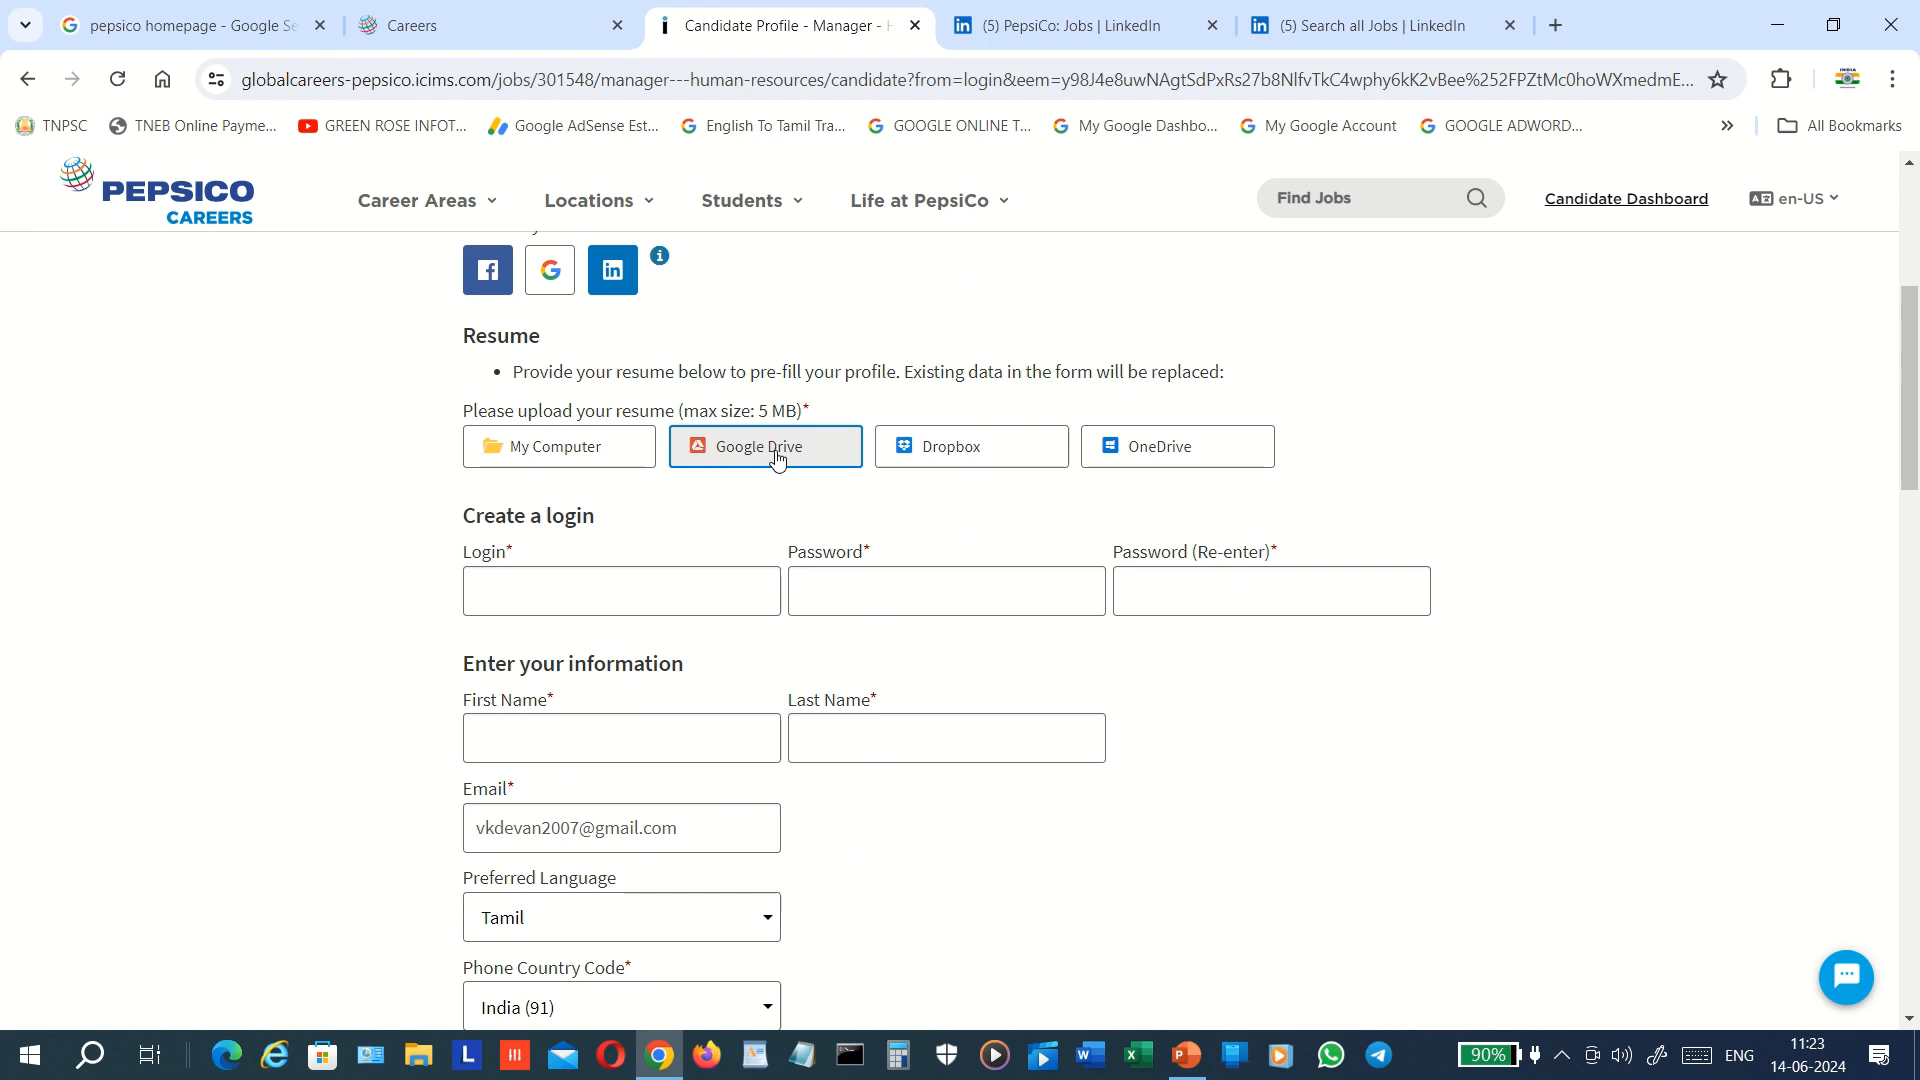 pepsico homepage - Google Se
Careers
Candidate Profile - Manager - H
(5) PepsiCo: Jobs | LinkedIn
(5) Search all Jobs | LinkedIn
globalcareers-pepsico.icims.com/jobs/301548/manager---human-resources/candidate?from=login&eem=y98J4e8uwNAgtSdPxRs27b8NlfvTkC4wphy6kK2vBee%252FPZtMc0hoWXmedmE...
TNPSC
TNEB Online Payme...
GREEN ROSE INFOT...
Google AdSense Est...
English To Tamil Tra...
GOOGLE ONLINE T...
My Google Dashbo...
My Google Account
GOOGLE ADWORD...
All Bookmarks
PEPSICO
CAREERS
Career Areas
Locations
Students
Life at PepsiCo
Find Jobs
Candidate Dashboard
en-US
Resume
• Provide your resume below to pre-fill your profile. Existing data in the form will be replaced:
Please upload your resume (max size: 5 MB)*
My Computer
Google Drive
Dropbox
OneDrive
Create a login
Login*
Password*
Password (Re-enter)*
Enter your information
First Name*
Last Name*
Email*
vkdevan2007@gmail.com
Preferred Language
Tamil
Phone Country Code*
India (91)
90%
ENG
11:23
14-06-2024